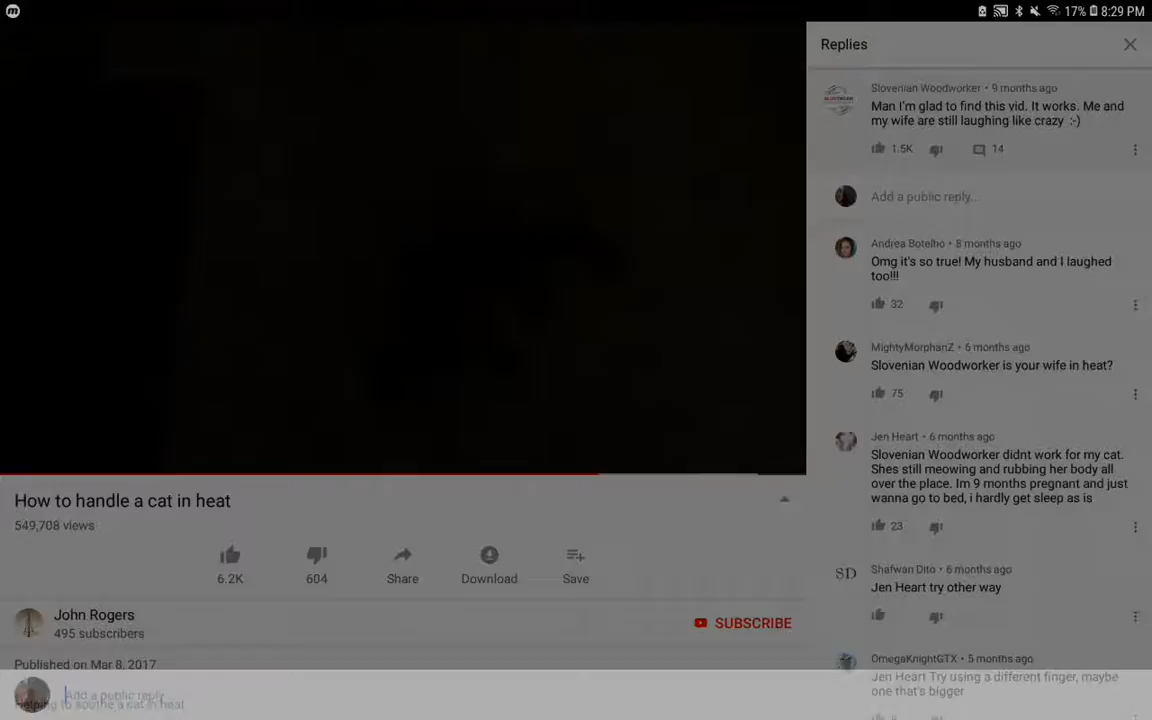 m
17% 8:29 PM
Replies
Slovenian Woodworker • 9 months ago
Man I'm glad to find this vid. It works. Me and
my wife are still laughing like crazy :-)
1.5K 14
Add a public reply...
Andrea Botelho • 8 months ago
Omg it's so true! My husband and I laughed
too!!!
32
MightyMorphanZ • 6 months ago
Slovenian Woodworker is your wife in heat?
75
Jen Heart • 6 months ago
Slovenian Woodworker didnt work for my cat.
Shes still meowing and rubbing her body all
over the place. Im 9 months pregnant and just
wanna go to bed, i hardly get sleep as is
23
SD
Shafwan Dito • 6 months ago
Jen Heart try other way
OmegaKnightGTX • 5 months ago
Jen Heart Try using a different finger, maybe
one that's bigger
How to handle a cat in heat
549,708 views
6.2K 604 Share Download Save
John Rogers
495 subscribers
SUBSCRIBE
Published on Mar 8, 2017
Add a public reply...
Helping to soothe a cat in heat